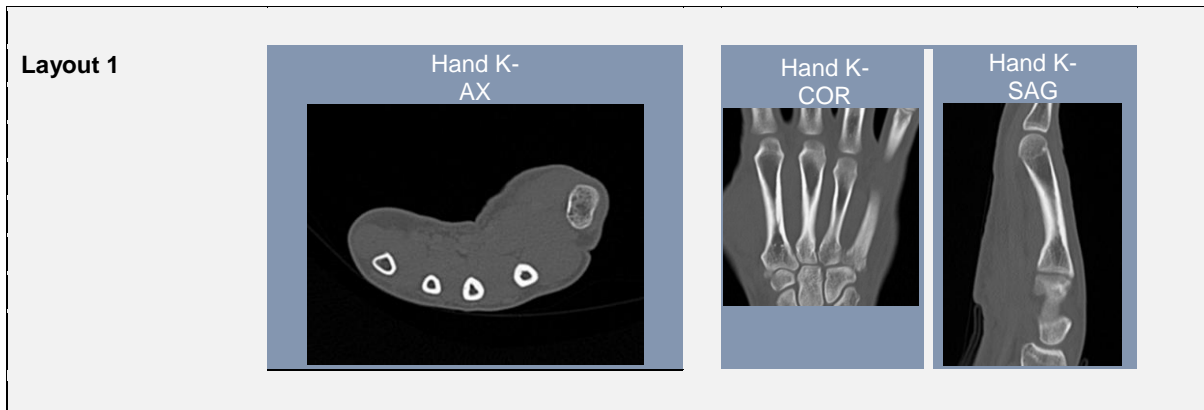 Layout 1
Hand K-
AX
Hand K-
COR
Hand K-
SAG